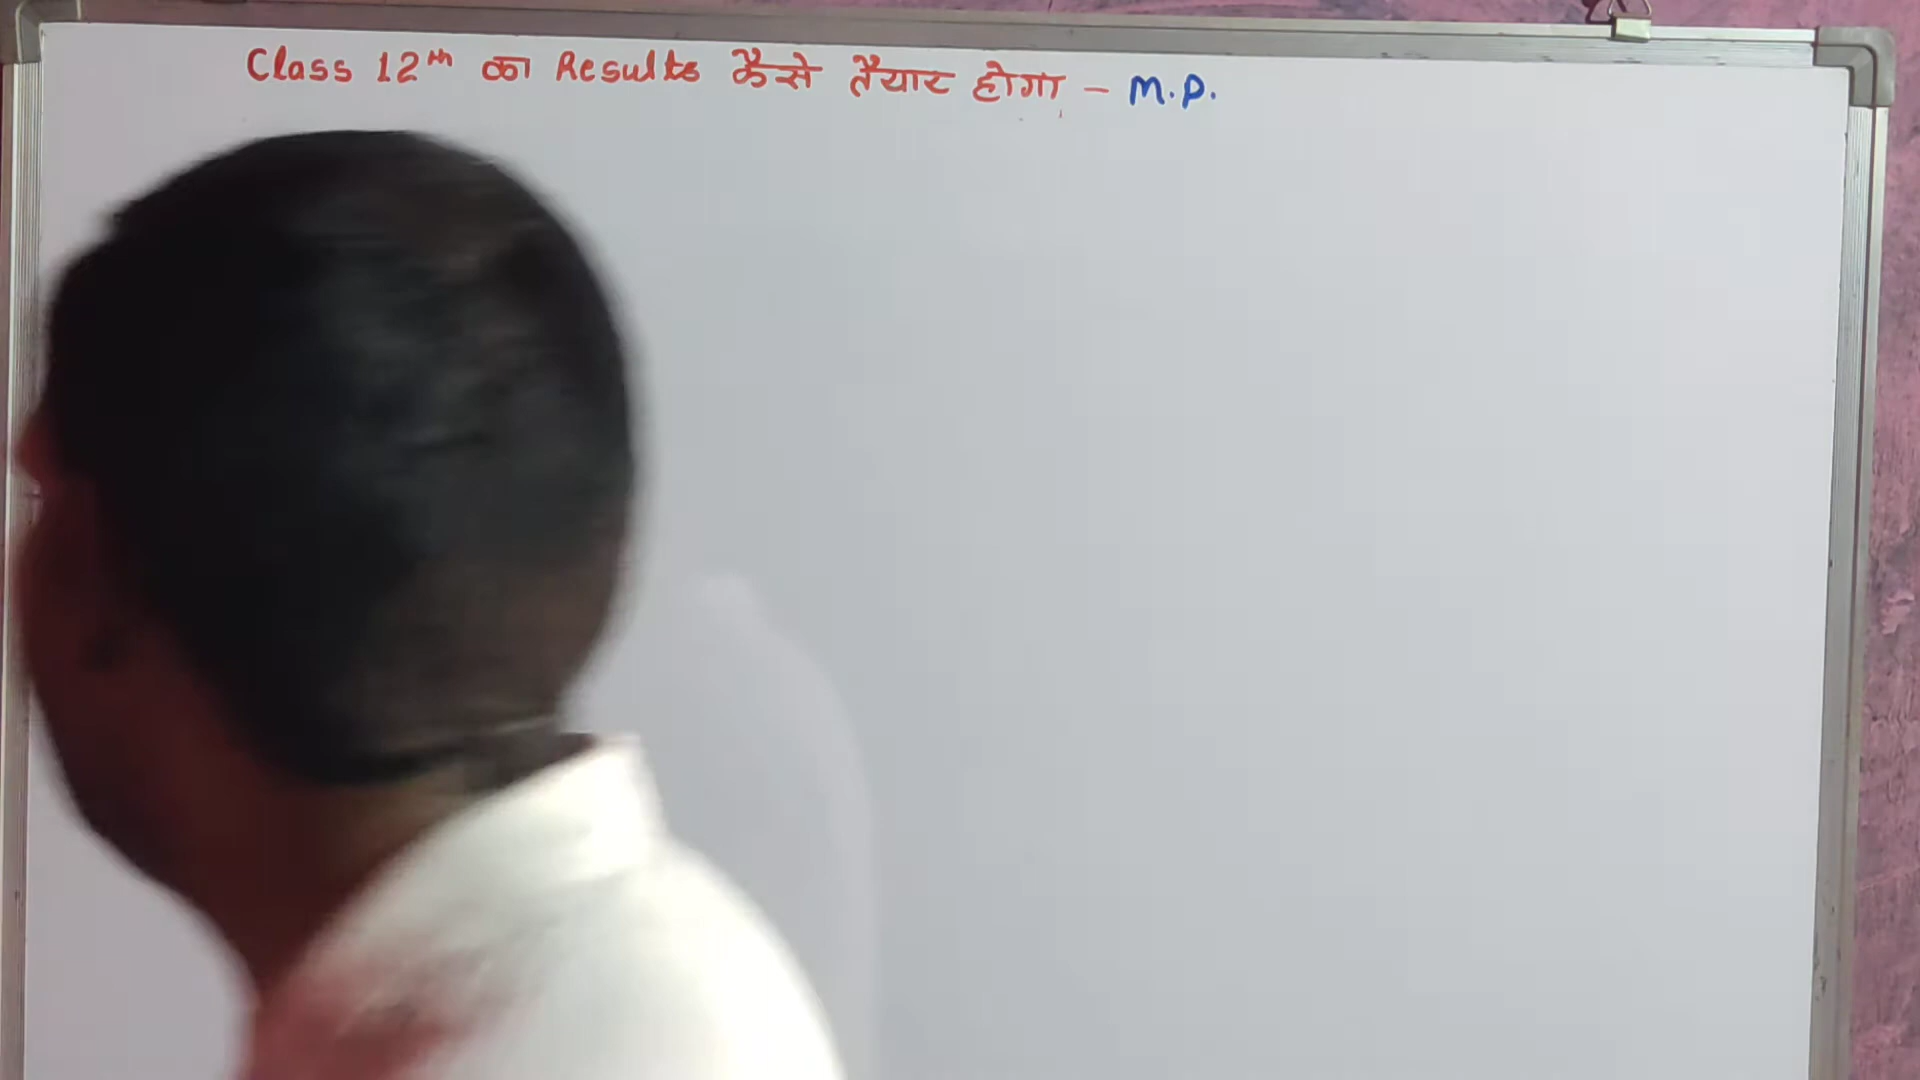 Class 12th का Results कैसे तैयार होगा - M.P.